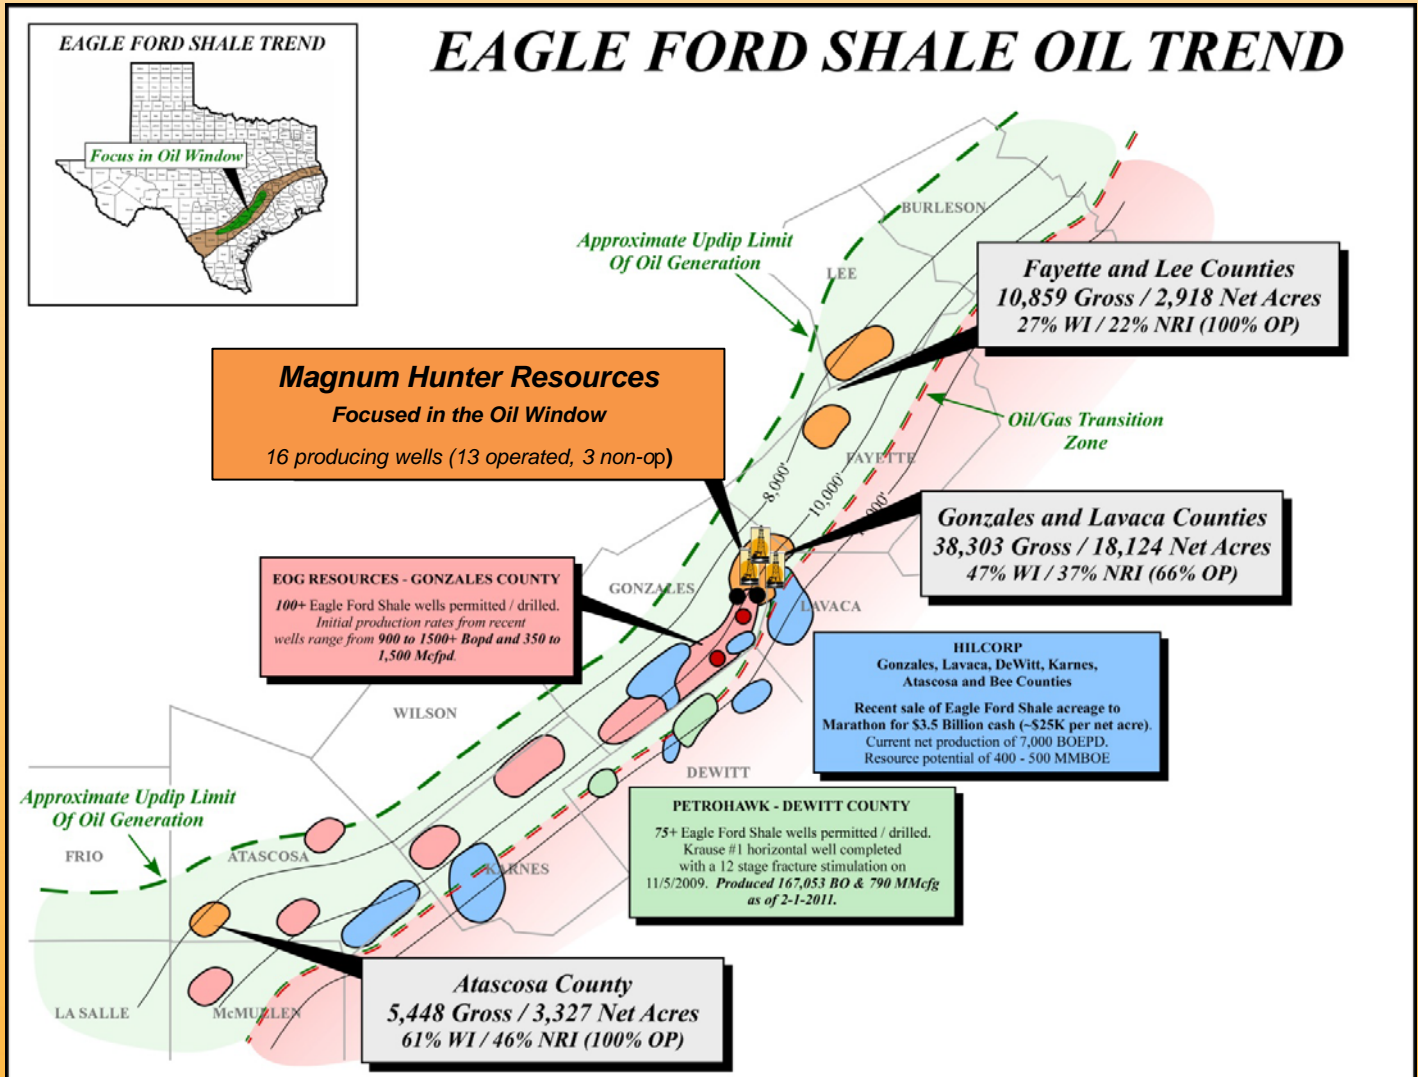 EAGLE FORD SHALE OIL TREND
EAGLE FORD SHALE TREND
Focus in Oil Window
Approximate Updip Limit
Of Oil Generation
BURLESON
LEE
Fayette and Lee Counties
10,859 Gross / 2,918 Net Acres
27% WI / 22% NRI (100% OP)
Magnum Hunter Resources
Focused in the Oil Window
16 producing wells (13 operated, 3 non-op)
Oil/Gas Transition
Zone
FAYETTE
8,000'
10,000'
000'
Gonzales and Lavaca Counties
38,303 Gross / 18,124 Net Acres
47% WI / 37% NRI (66% OP)
EOG RESOURCES - GONZALES COUNTY
100+ Eagle Ford Shale wells permitted / drilled.
Initial production rates from recent
wells range from 900 to 1500+ Bopd and 350 to
1,500 Mcfpd.
GONZALES
LAVACA
HILCORP
Gonzales, Lavaca, DeWitt, Karnes,
Atascosa and Bee Counties
Recent sale of Eagle Ford Shale acreage to
Marathon for $3.5 Billion cash (~$25K per net acre).
Current net production of 7,000 BOEPD.
Resource potential of 400 - 500 MMBOE
WILSON
DEWITT
PETROHAWK - DEWITT COUNTY
75+ Eagle Ford Shale wells permitted / drilled.
Krause #1 horizontal well completed
with a 12 stage fracture stimulation on
11/5/2009. Produced 167,053 BO & 790 MMcfg
as of 2-1-2011.
Approximate Updip Limit
Of Oil Generation
FRIO
ATASCOSA
KARNES
LA SALLE
McMULLEN
Atascosa County
5,448 Gross / 3,327 Net Acres
61% WI / 46% NRI (100% OP)